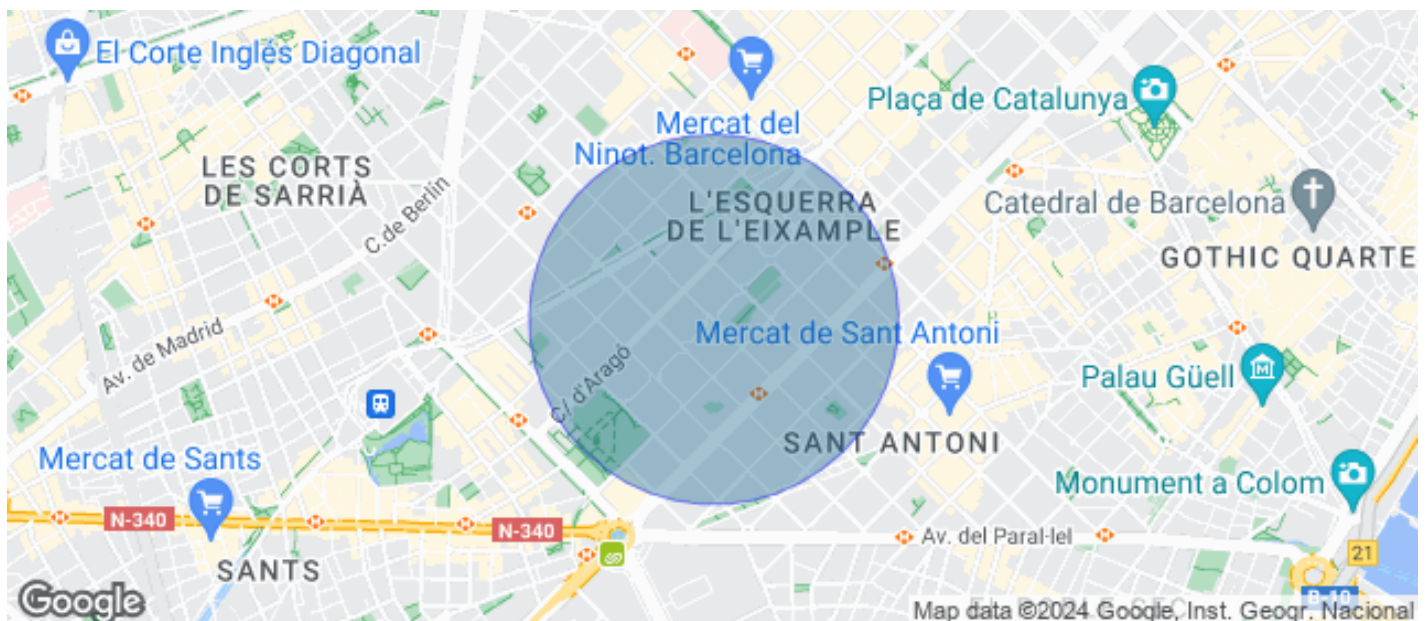 El Corte Inglés Diagonal
Mercat del
Ninot. Barcelona
Plaça de Catalunya
LES CORTS
DE SARRIÀ
C. de Berlín
L'ESQUERRA
DE L'EIXAMPLE
Catedral de Barcelona
GOTHIC QUARTE
Av. de Madrid
Mercat de Sant Antoni
C/ d'Aragó
Palau Güell
SANT ANTONI
Mercat de Sants
Monument a Colom
N-340
N-340
Av. del Paral·lel
21
SANTS
B-10
Google
Map data ©2024 Google, Inst. Geogr. Nacional